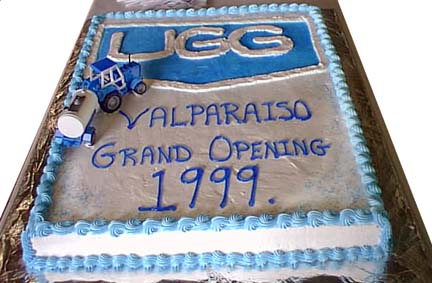 UGG
VALPARAISO
GRAND OPENING
1999.